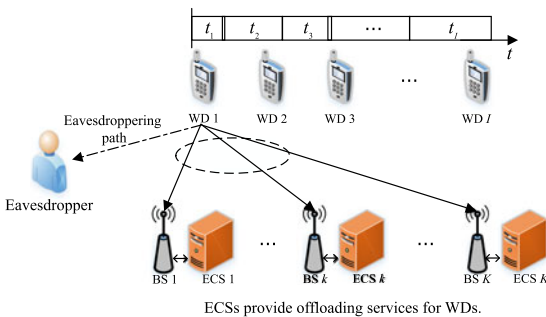 t1 t2 t3 ... tI
t
WD 1 WD 2 WD 3 ... WD I
Eavesdroppering
path
Eavesdropper
BS 1 ECS 1 ... BS k ECS k ... BS K ECS K
ECSs provide offloading services for WDs.